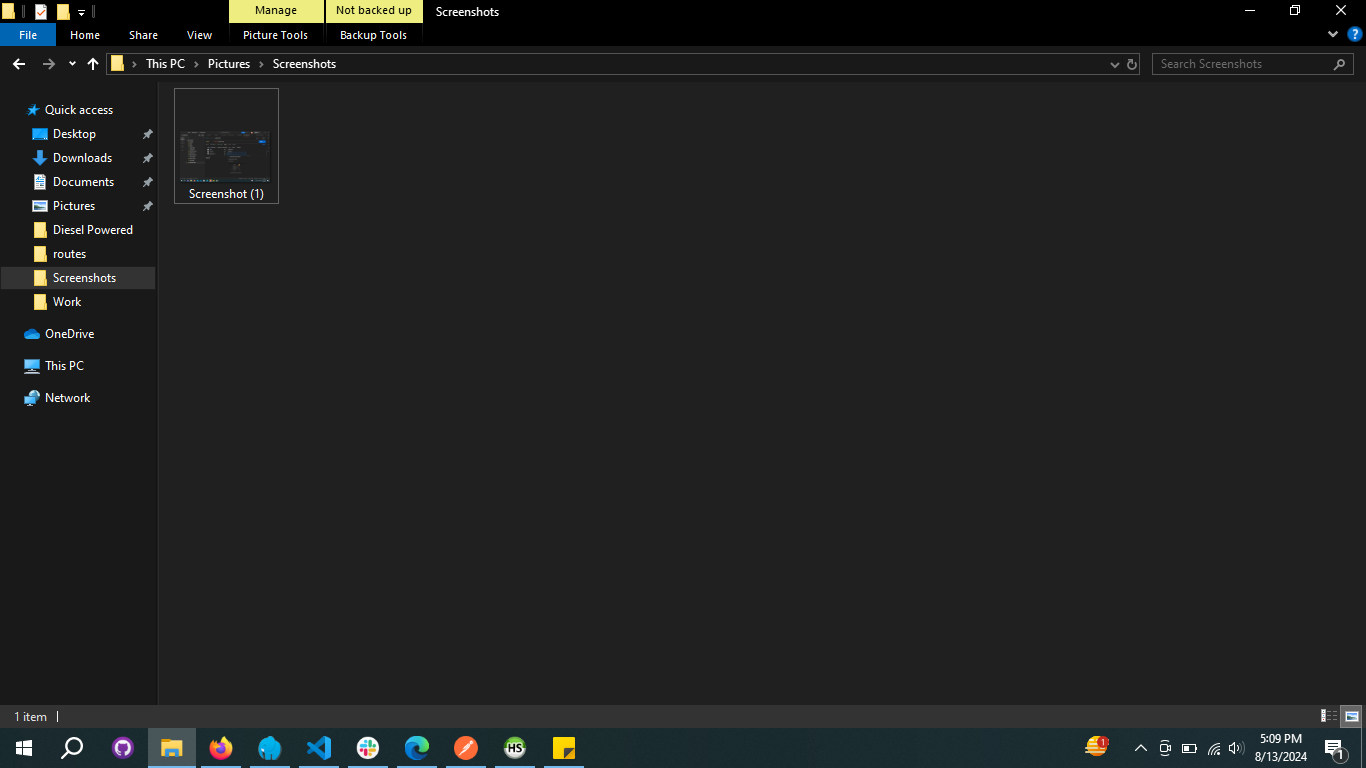 Manage
Not backed up
Screenshots
File
Home
Share
View
Picture Tools
Backup Tools
This PC
Pictures
Screenshots
Search Screenshots
Quick access
Desktop
Downloads
Documents
Pictures
Diesel Powered
routes
Screenshots
Work
OneDrive
This PC
Network
Screenshot (1)
1 item
HS
1
5:09 PM
8/13/2024
1